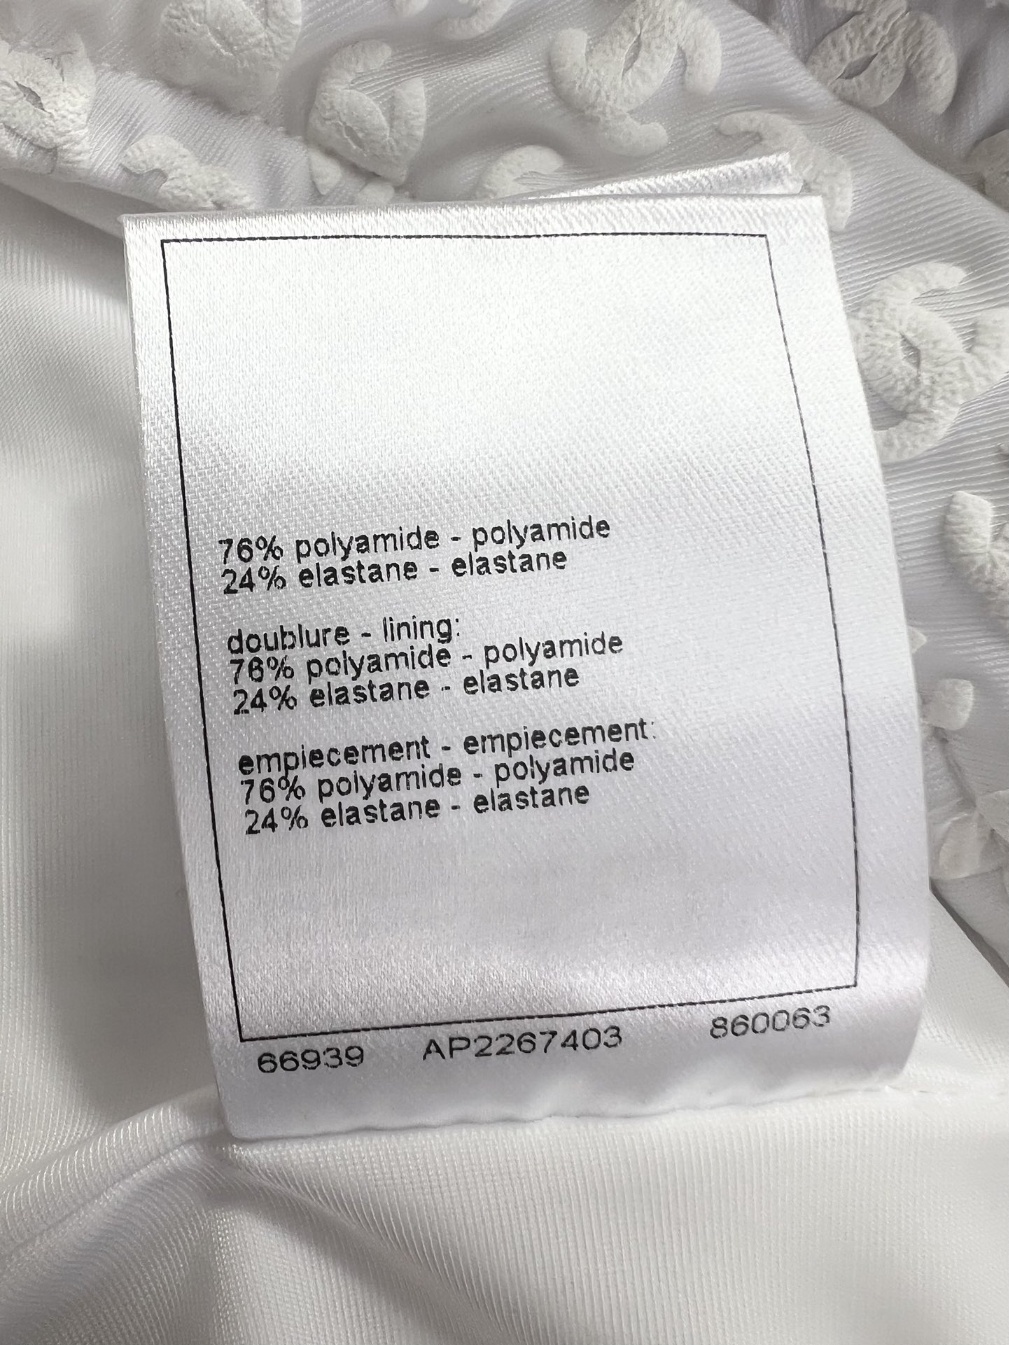 76% polyamide - polyamide
24% elastane - elastane
doublure - lining:
76% polyamide - polyamide
24% elastane - elastane
empiecement - empiecement:
76% polyamide - polyamide
24% elastane - elastane
66939 AP2267403 860063